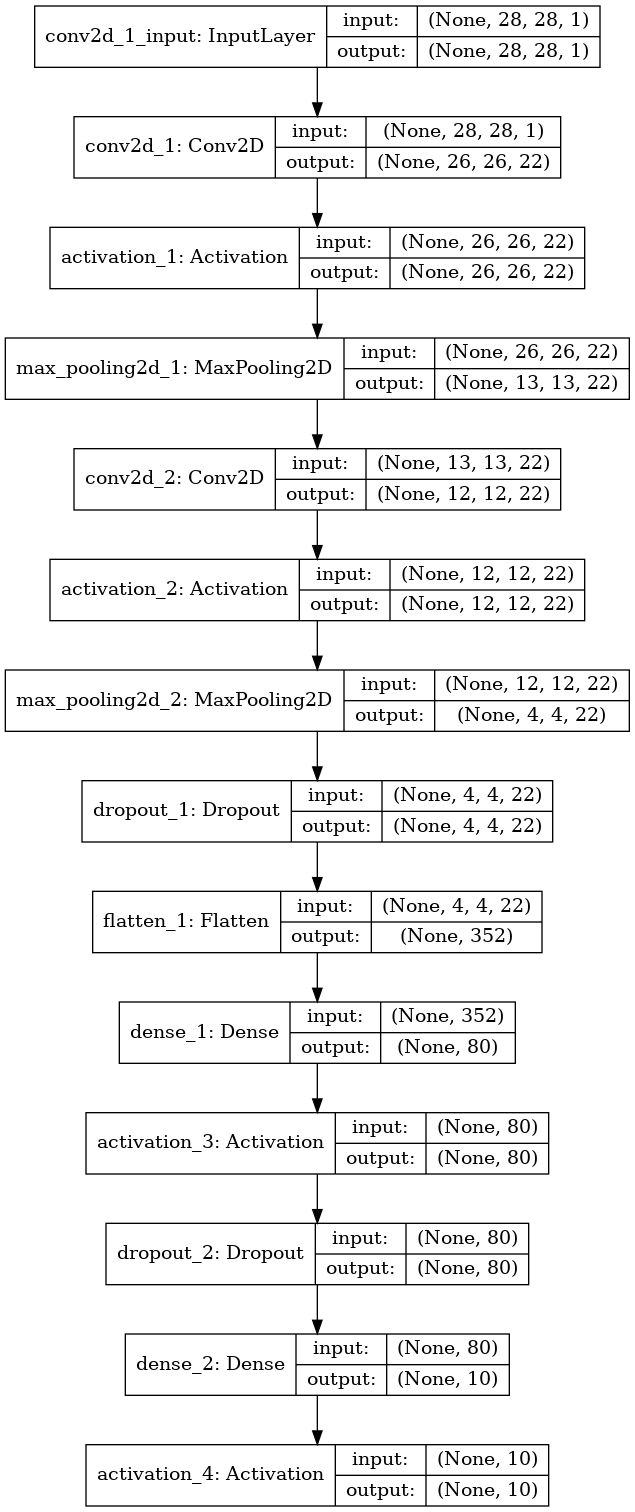 conv2d_1_input: InputLayer
input: (None, 28, 28, 1)
output: (None, 28, 28, 1)
conv2d_1: Conv2D
input: (None, 28, 28, 1)
output: (None, 26, 26, 22)
activation_1: Activation
input: (None, 26, 26, 22)
output: (None, 26, 26, 22)
max_pooling2d_1: MaxPooling2D
input: (None, 26, 26, 22)
output: (None, 13, 13, 22)
conv2d_2: Conv2D
input: (None, 13, 13, 22)
output: (None, 12, 12, 22)
activation_2: Activation
input: (None, 12, 12, 22)
output: (None, 12, 12, 22)
max_pooling2d_2: MaxPooling2D
input: (None, 12, 12, 22)
output: (None, 4, 4, 22)
dropout_1: Dropout
input: (None, 4, 4, 22)
output: (None, 4, 4, 22)
flatten_1: Flatten
input: (None, 4, 4, 22)
output: (None, 352)
dense_1: Dense
input: (None, 352)
output: (None, 80)
activation_3: Activation
input: (None, 80)
output: (None, 80)
dropout_2: Dropout
input: (None, 80)
output: (None, 80)
dense_2: Dense
input: (None, 80)
output: (None, 10)
activation_4: Activation
input: (None, 10)
output: (None, 10)